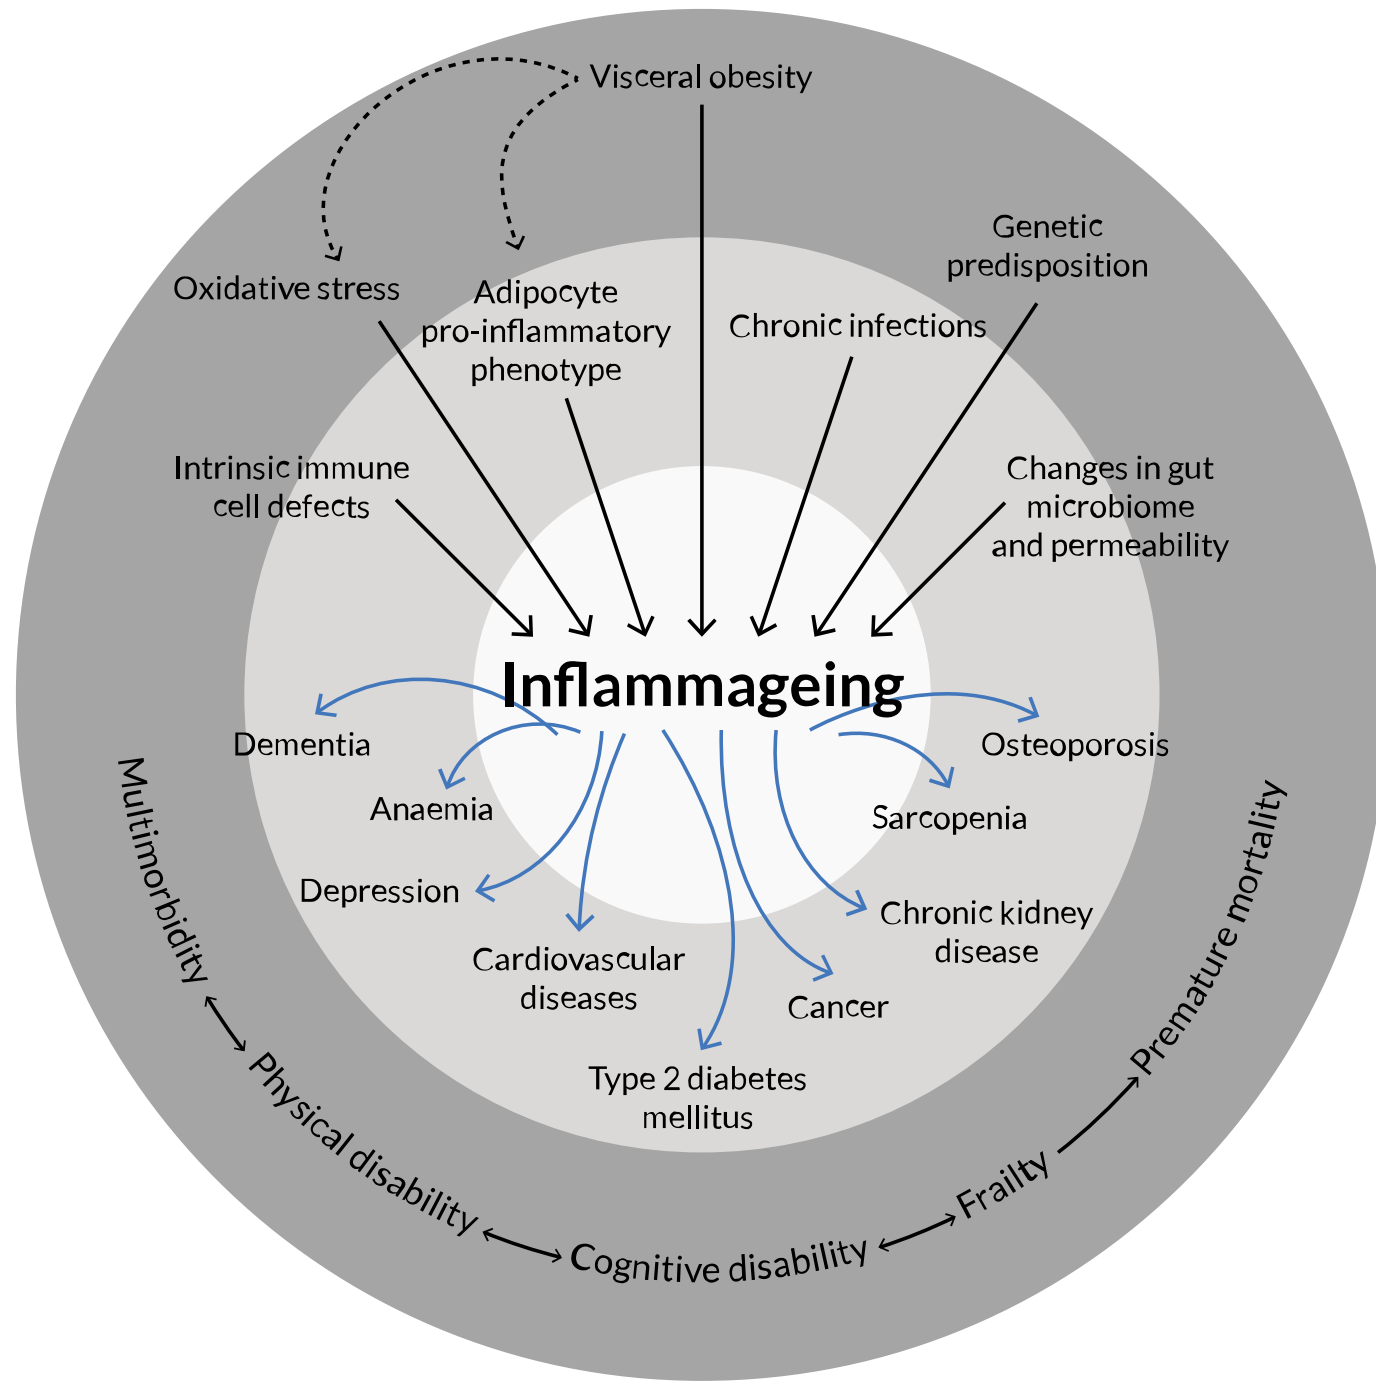 Visceral obesity
Genetic
predisposition
Oxidative stress
Adipocyte
pro-inflammatory
phenotype
Chronic infections
Intrinsic immune
cell defects
Changes in gut
microbiome
and permeability
Inflammageing
Dementia
Osteoporosis
Anaemia
Sarcopenia
Depression
Chronic kidney
disease
Cardiovascular
diseases
Cancer
Type 2 diabetes
mellitus
Multimorbidity
Physical disability
Cognitive disability
Frailty
Premature mortality